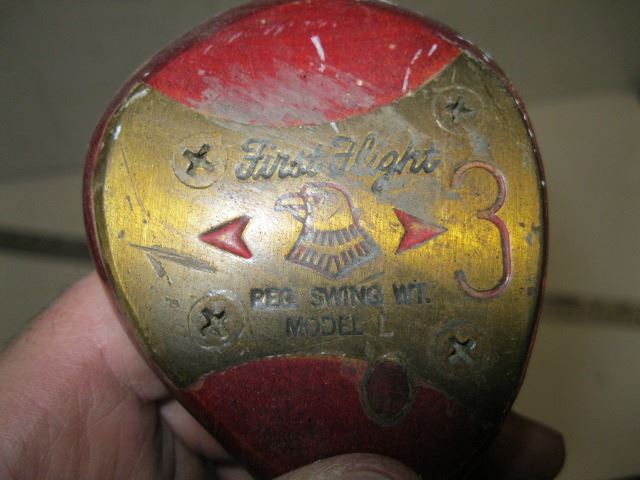 First Flight
3
REG. SWING WT.
MODEL L